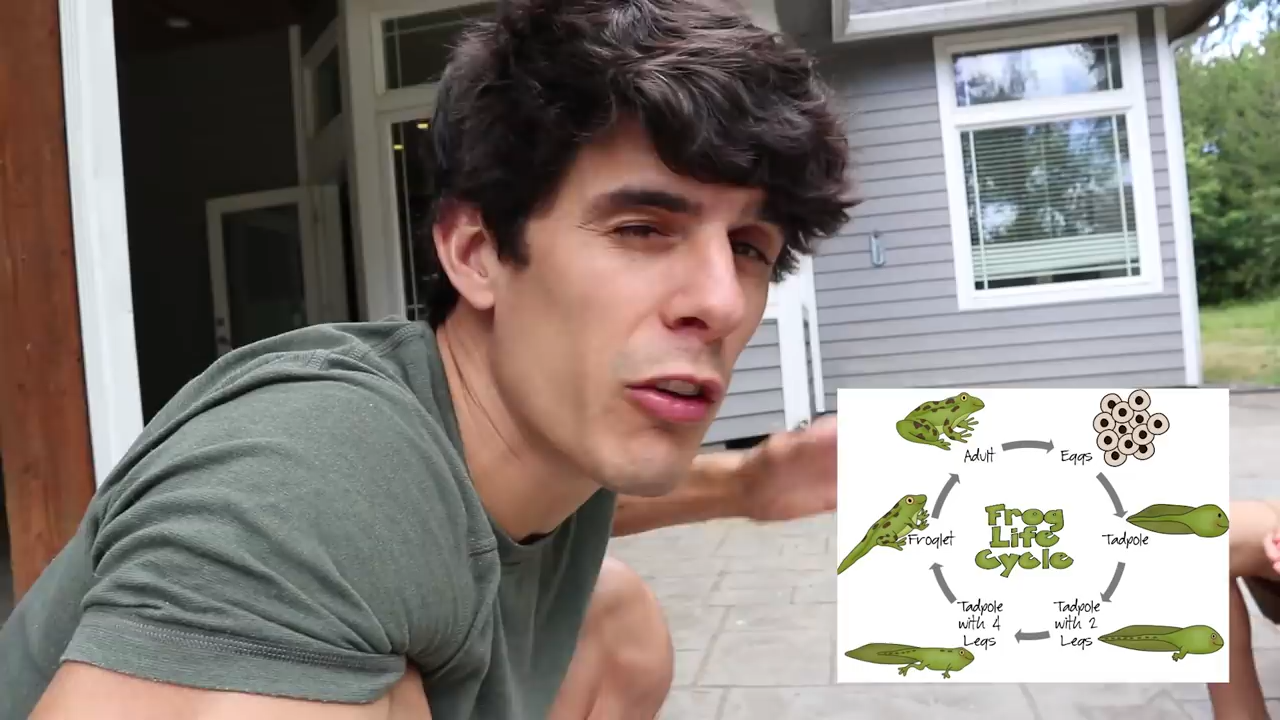 Adult
Eggs
Frog
Life
Cycle
Froglet
Tadpole
Tadpole
with 4
Legs
Tadpole
with 2
Legs